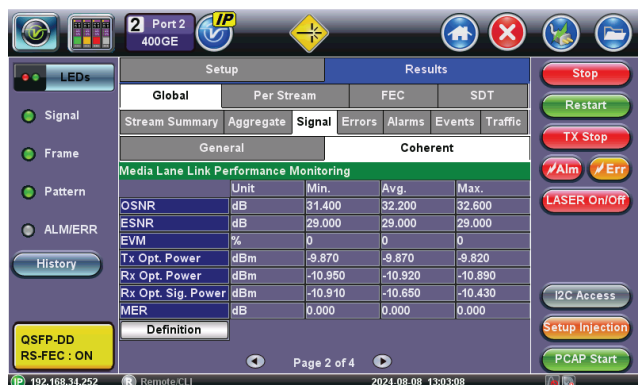 IP
2 Port 2
400GE
LEDs
Signal
Frame
Pattern
ALM/ERR
History
QSFP-DD
RS-FEC : ON
Setup Results
Global Per Stream FEC SDT
Stream Summary Aggregate Signal Errors Alarms Events Traffic
General Coherent
Media Lane Link Performance Monitoring
Unit Min. Avg. Max.
OSNR dB 31.400 32.200 32.600
ESNR dB 29.000 29.000 29.000
EVM % 0 0 0
Tx Opt. Power dBm -9.870 -9.870 -9.820
Rx Opt. Power dBm -10.950 -10.920 -10.890
Rx Opt. Sig. Power dBm -10.910 -10.650 -10.430
MER dB 0.000 0.000 0.000
Definition
Page 2 of 4
Stop
Restart
TX Stop
Alm Err
LASER On/Off
I2C Access
Setup Injection
PCAP Start
IP 192.168.34.252 R Remote/CLI 2024-08-08 13:03:08